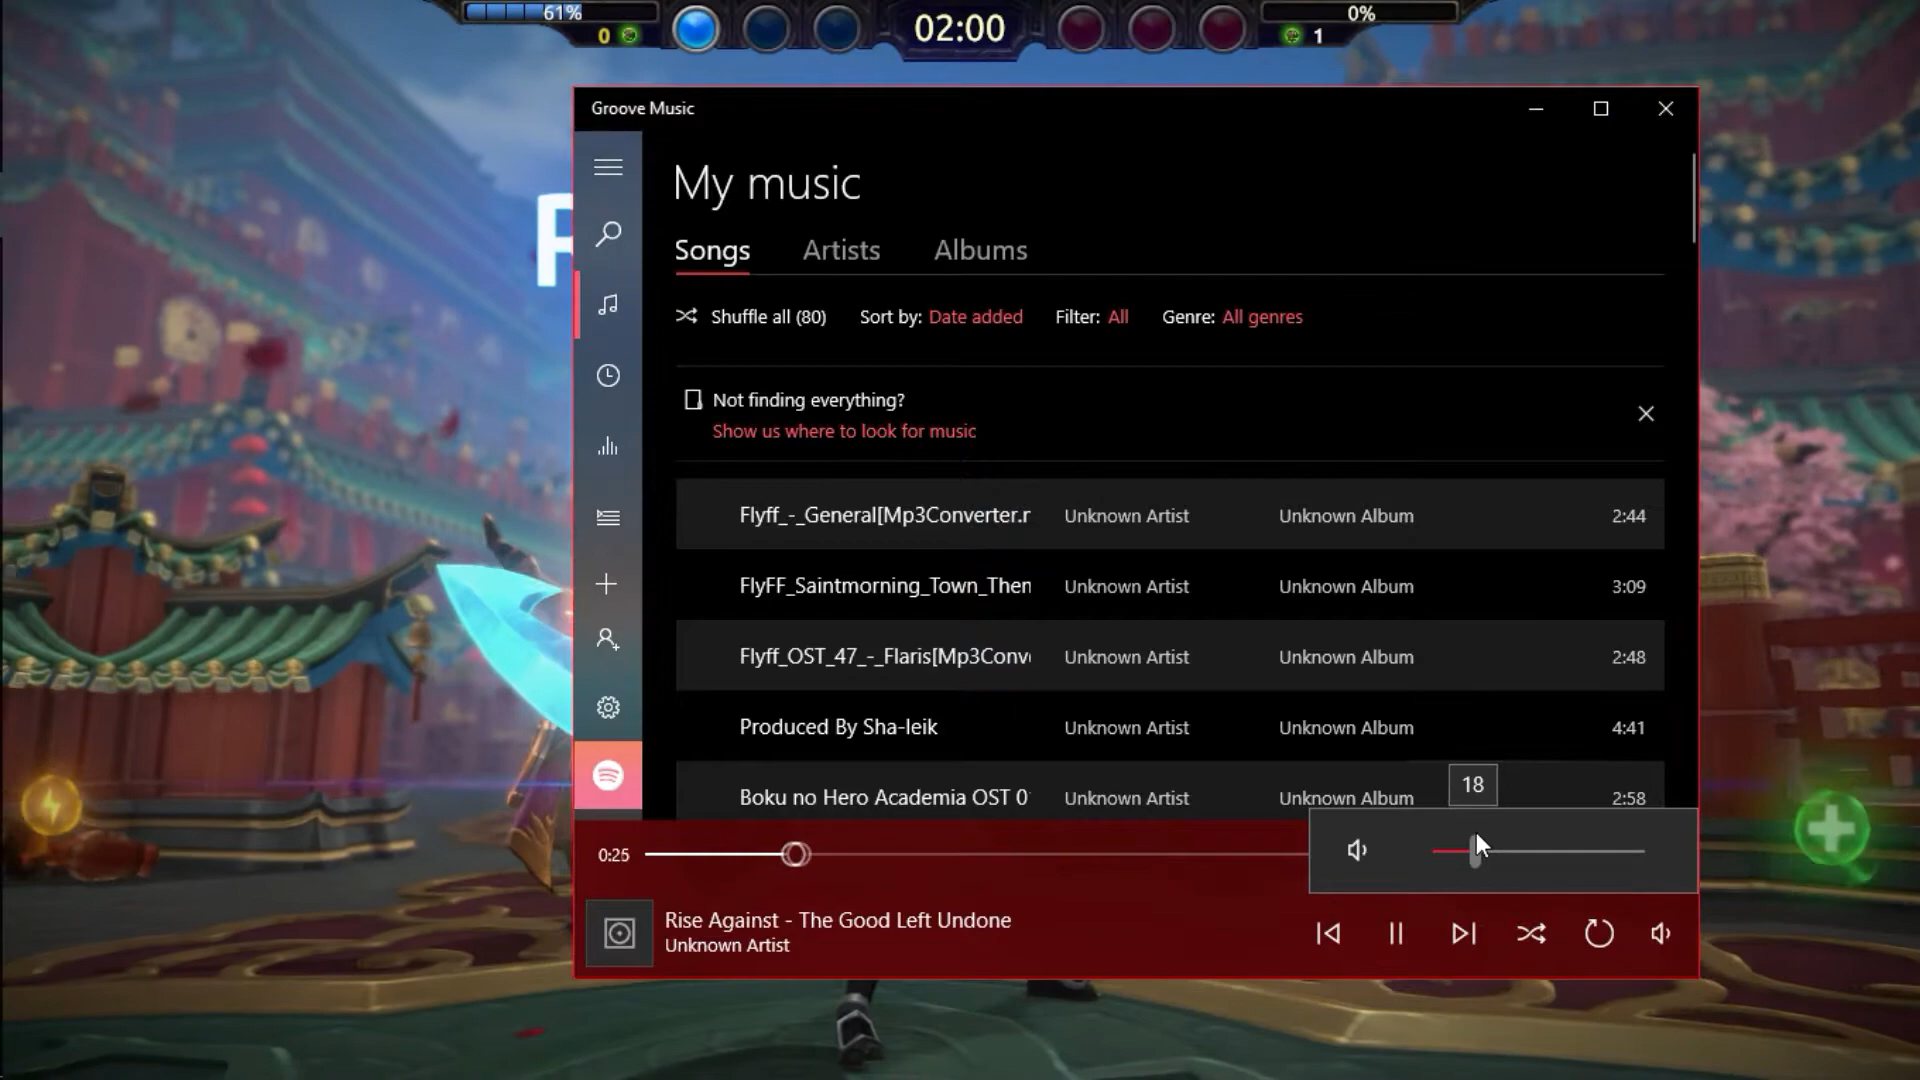 61%
0
02:00
0%
1
R
Groove Music
My music
Songs Artists Albums
Shuffle all (80) Sort by: Date added Filter: All Genre: All genres
Not finding everything?
Show us where to look for music
Flyff_-_General[Mp3Converter.r Unknown Artist Unknown Album 2:44
FlyFF_Saintmorning_Town_Then Unknown Artist Unknown Album 3:09
Flyff_OST_47_-_Flaris[Mp3Conve Unknown Artist Unknown Album 2:48
Produced By Sha-leik Unknown Artist Unknown Album 4:41
Boku no Hero Academia OST 0 Unknown Artist Unknown Album 2:58
18
0:25
Rise Against - The Good Left Undone
Unknown Artist